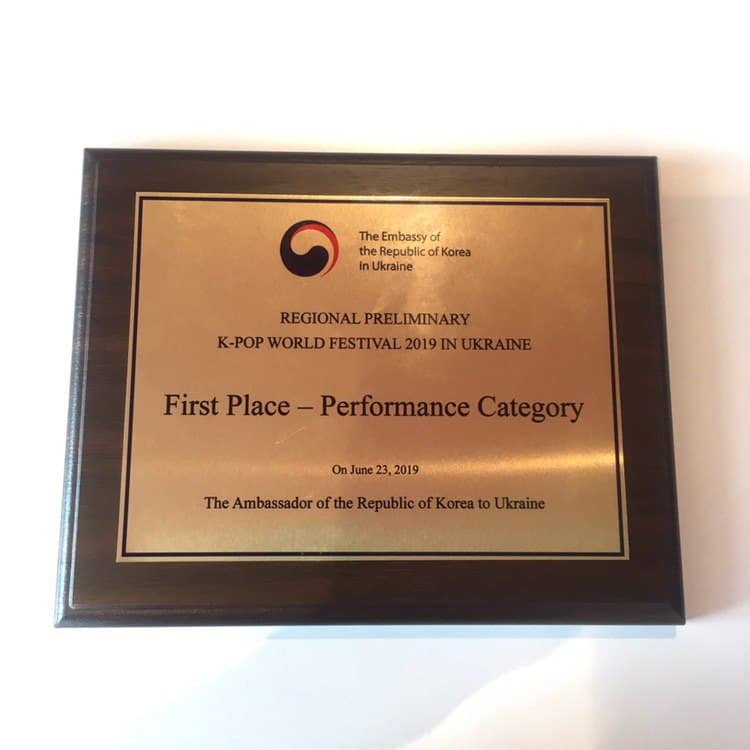 The Embassy of
the Republic of Korea
in Ukraine
REGIONAL PRELIMINARY
K-POP WORLD FESTIVAL 2019 IN UKRAINE
First Place – Performance Category
On June 23, 2019
The Ambassador of the Republic of Korea to Ukraine